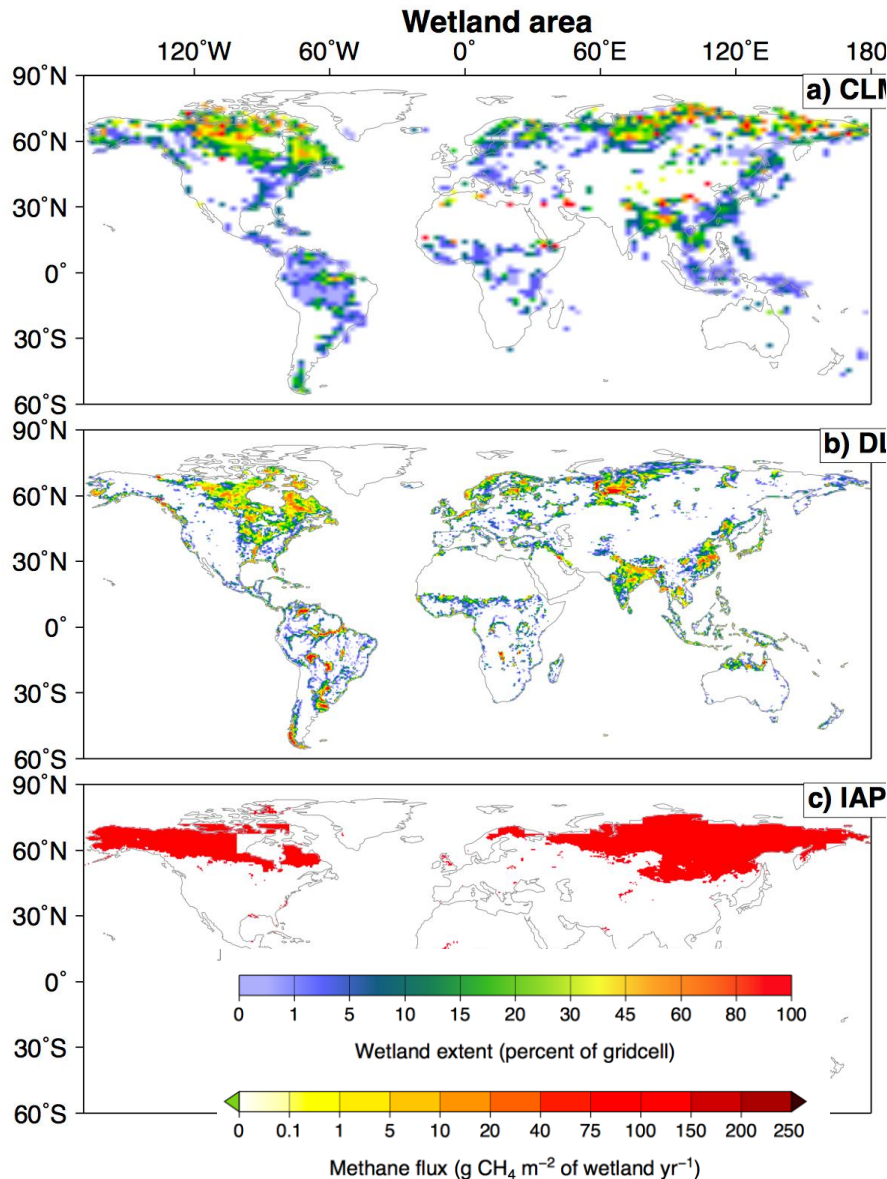 Wetland area
120˚W 60˚W 0˚ 60˚E 120˚E 180
90˚N
a) CLM
60˚N
30˚N
0˚
30˚S
60˚S
90˚N
b) DL
60˚N
30˚N
0˚
30˚S
60˚S
90˚N
c) IAP
60˚N
30˚N
0˚
30˚S
60˚S
0 1 5 10 15 20 30 45 60 80 100
Wetland extent (percent of gridcell)
0 0.1 1 5 10 20 40 75 100 150 200 250
Methane flux (g CH₄ m⁻² of wetland yr⁻¹)